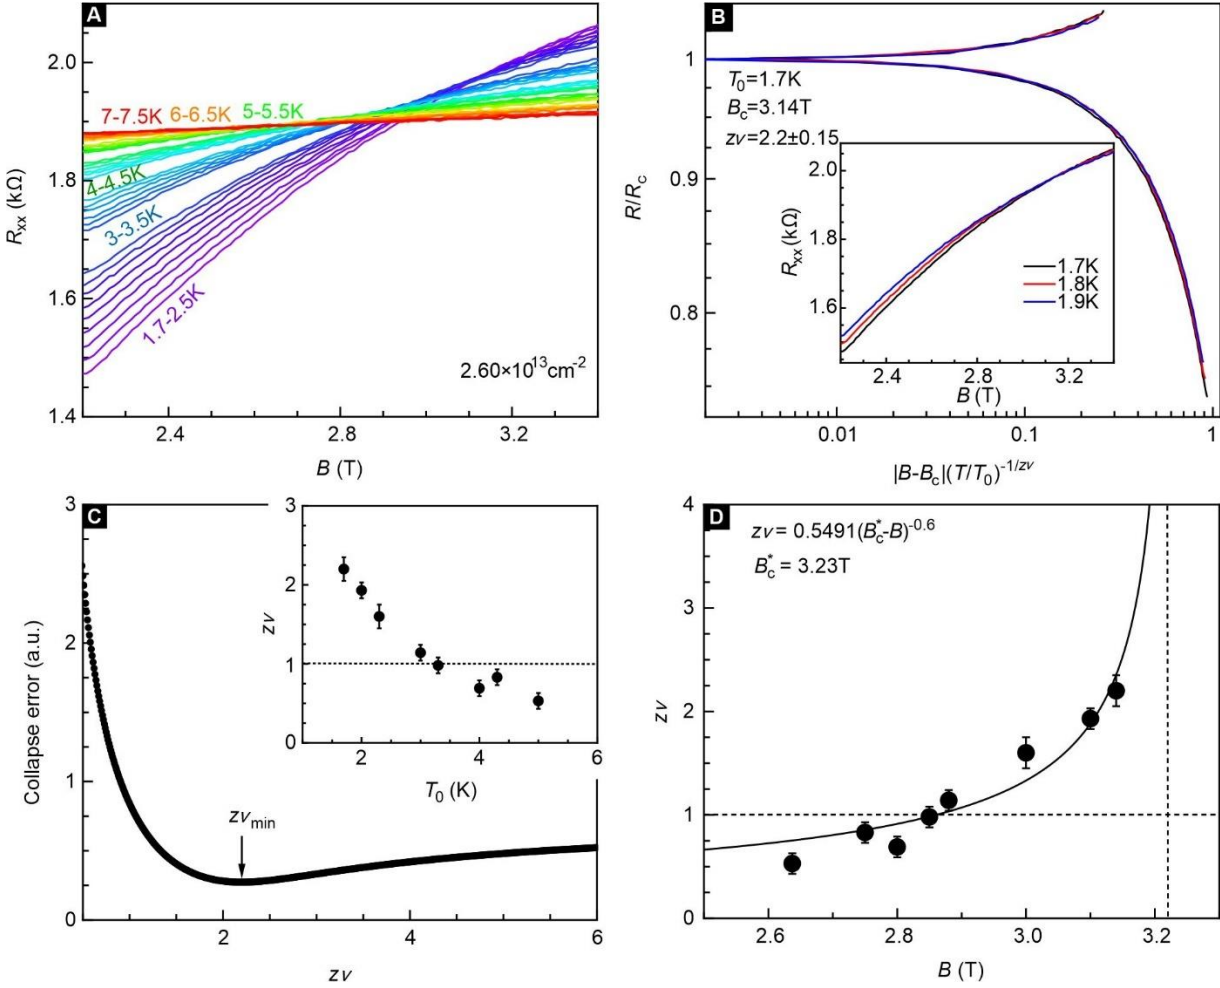 A
2.0
1.8
1.6
1.4
R_xx (kΩ)
7-7.5K 6-6.5K 5-5.5K
4-4.5K
3-3.5K
1.7-2.5K
2.60×10^13cm^-2
2.4 2.8 3.2
B (T)
B
1
0.9
0.8
R/R_c
T_0=1.7K
B_c=3.14T
zν=2.2±0.15
2.0
1.8
1.6
R_xx (kΩ)
1.7K
1.8K
1.9K
2.4 2.8 3.2
B (T)
0.01 0.1 1
|B-B_c|(T/T_0)^-1/zν
C
3
2
1
0
Collapse error (a.u.)
zν_min
3
2
1
0
zν
2 4 6
T_0 (K)
2 4 6
zν
D
4
3
2
1
0
zν
zν = 0.5491(B_c^*-B)^-0.6
B_c^* = 3.23T
2.6 2.8 3.0 3.2
B (T)